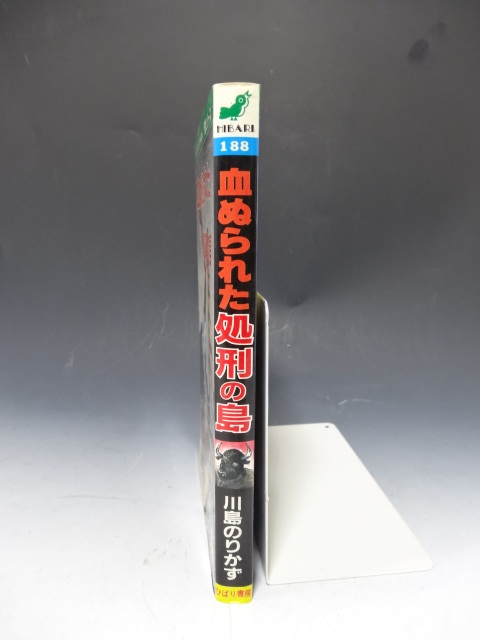 HIBARI
188
血ぬられた処刑の島
川島のりかず
ひばり書房